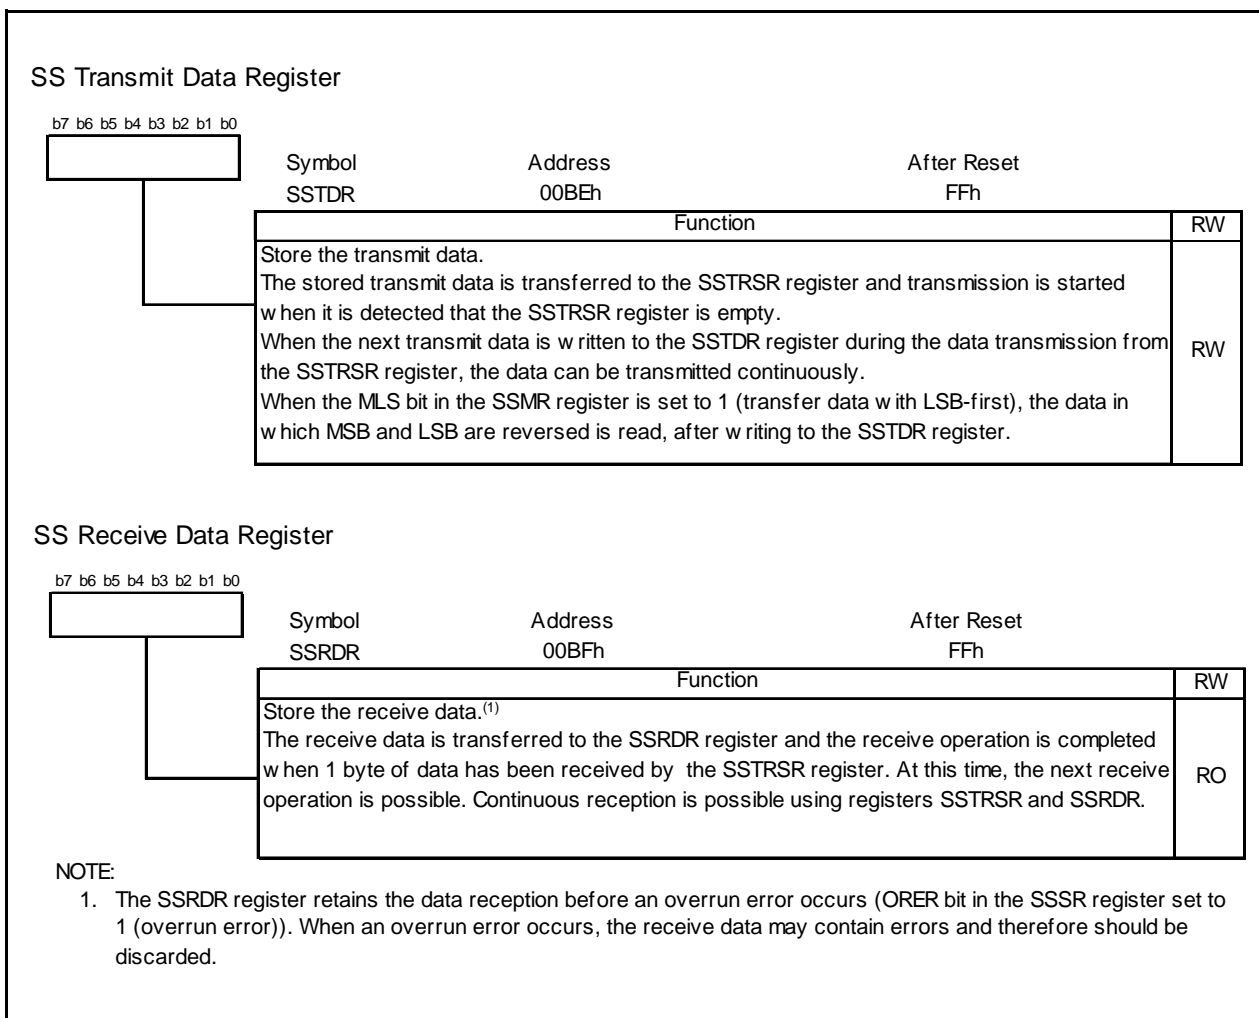 SS Transmit Data Register
b7 b6 b5 b4 b3 b2 b1 b0
Symbol Address After Reset
SSTDR 00BEh FFh
Function RW
Store the transmit data.
The stored transmit data is transferred to the SSTRSR register and transmission is started
when it is detected that the SSTRSR register is empty.
When the next transmit data is written to the SSTDR register during the data transmission from
the SSTRSR register, the data can be transmitted continuously.
When the MLS bit in the SSMR register is set to 1 (transfer data with LSB-first), the data in
which MSB and LSB are reversed is read, after writing to the SSTDR register.
RW
SS Receive Data Register
b7 b6 b5 b4 b3 b2 b1 b0
Symbol Address After Reset
SSRDR 00BFh FFh
Function RW
Store the receive data.(1)
The receive data is transferred to the SSRDR register and the receive operation is completed
when 1 byte of data has been received by the SSTRSR register. At this time, the next receive
operation is possible. Continuous reception is possible using registers SSTRSR and SSRDR.
RO
NOTE:
1. The SSRDR register retains the data reception before an overrun error occurs (ORER bit in the SSSR register set to
1 (overrun error)). When an overrun error occurs, the receive data may contain errors and therefore should be
discarded.